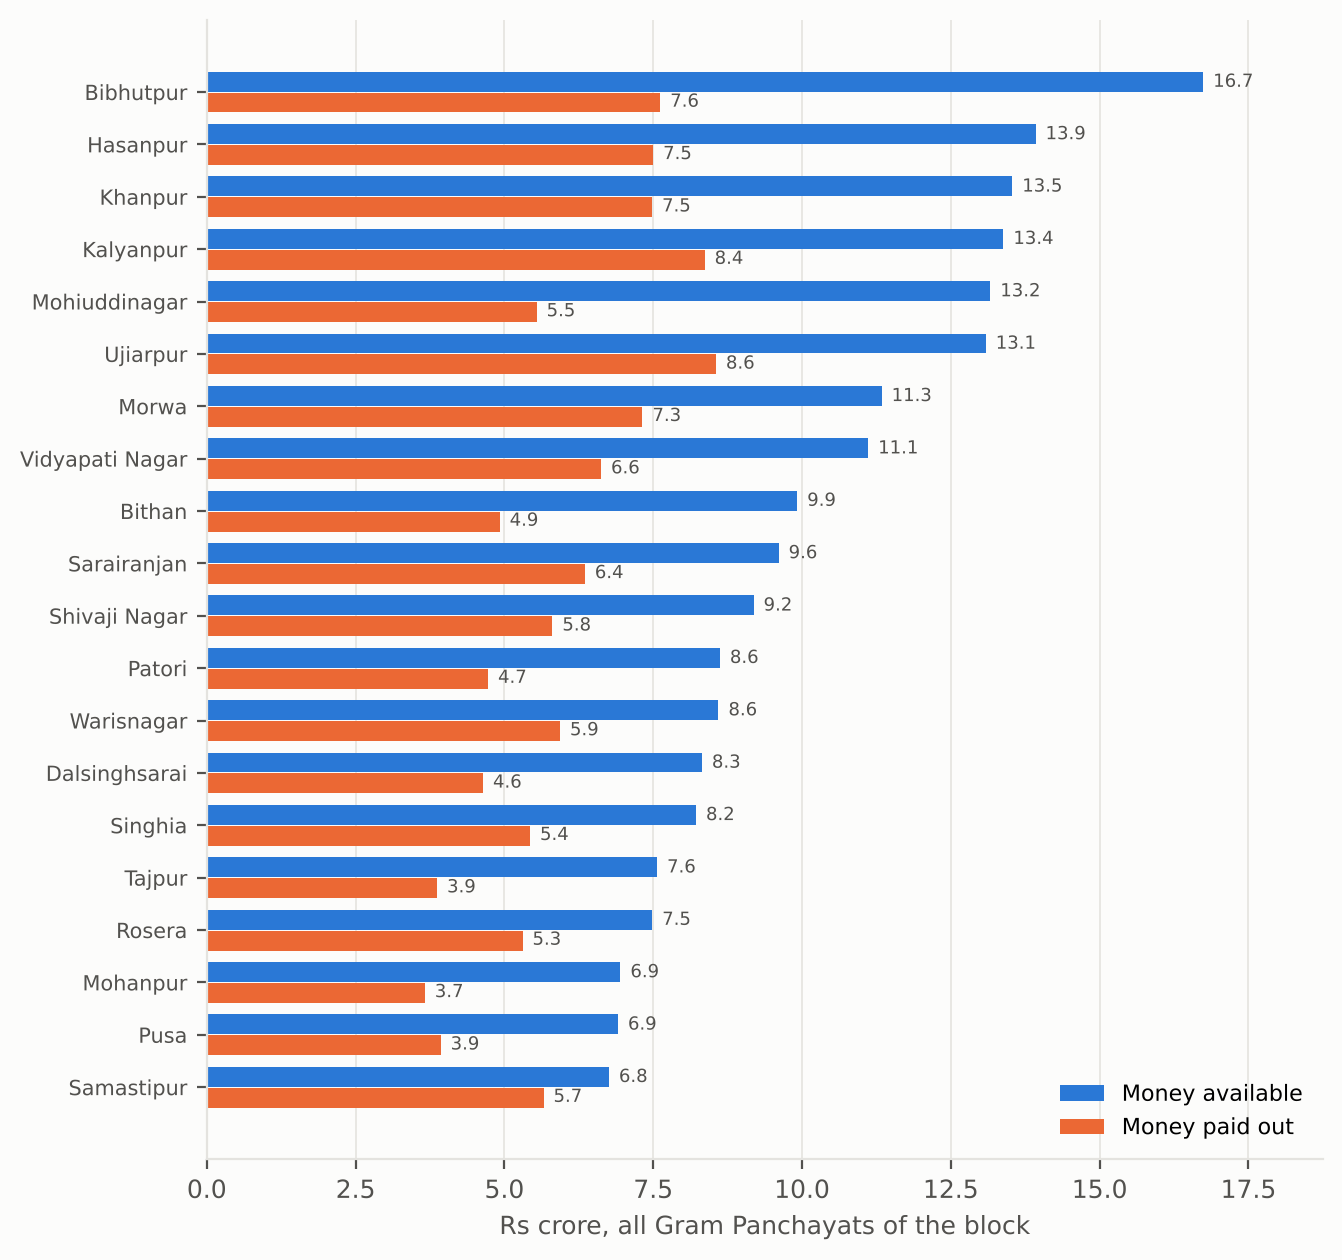 Bibhutpur 16.7
7.6
Hasanpur 13.9
7.5
Khanpur 13.5
7.5
Kalyanpur 13.4
8.4
Mohiuddinagar 13.2
5.5
Ujiarpur 13.1
8.6
Morwa 11.3
7.3
Vidyapati Nagar 11.1
6.6
Bithan 9.9
4.9
Sarairanjan 9.6
6.4
Shivaji Nagar 9.2
5.8
Patori 8.6
4.7
Warisnagar 8.6
5.9
Dalsinghsarai 8.3
4.6
Singhia 8.2
5.4
Tajpur 7.6
3.9
Rosera 7.5
5.3
Mohanpur 6.9
3.7
Pusa 6.9
3.9
Samastipur 6.8
5.7
Money available
Money paid out
0.0 2.5 5.0 7.5 10.0 12.5 15.0 17.5
Rs crore, all Gram Panchayats of the block